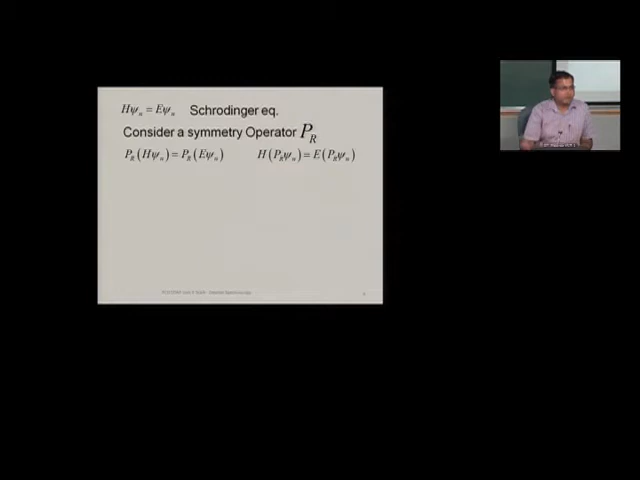 Hψₙ = Eψₙ Schrodinger eq.
Consider a symmetry Operator P_R
P_R(Hψₙ) = P_R(Eψₙ) H(P_Rψₙ) = E(P_Rψₙ)